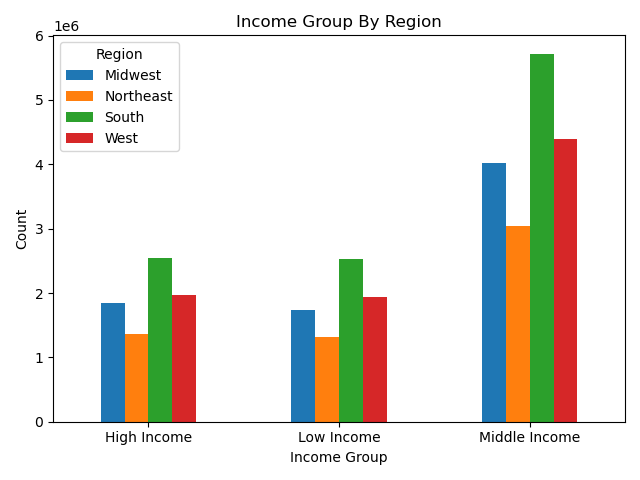 Income Group By Region
1e6
6
5
4
3
2
1
0
Count
Region
Midwest
Northeast
South
West
High Income
Low Income
Middle Income
Income Group